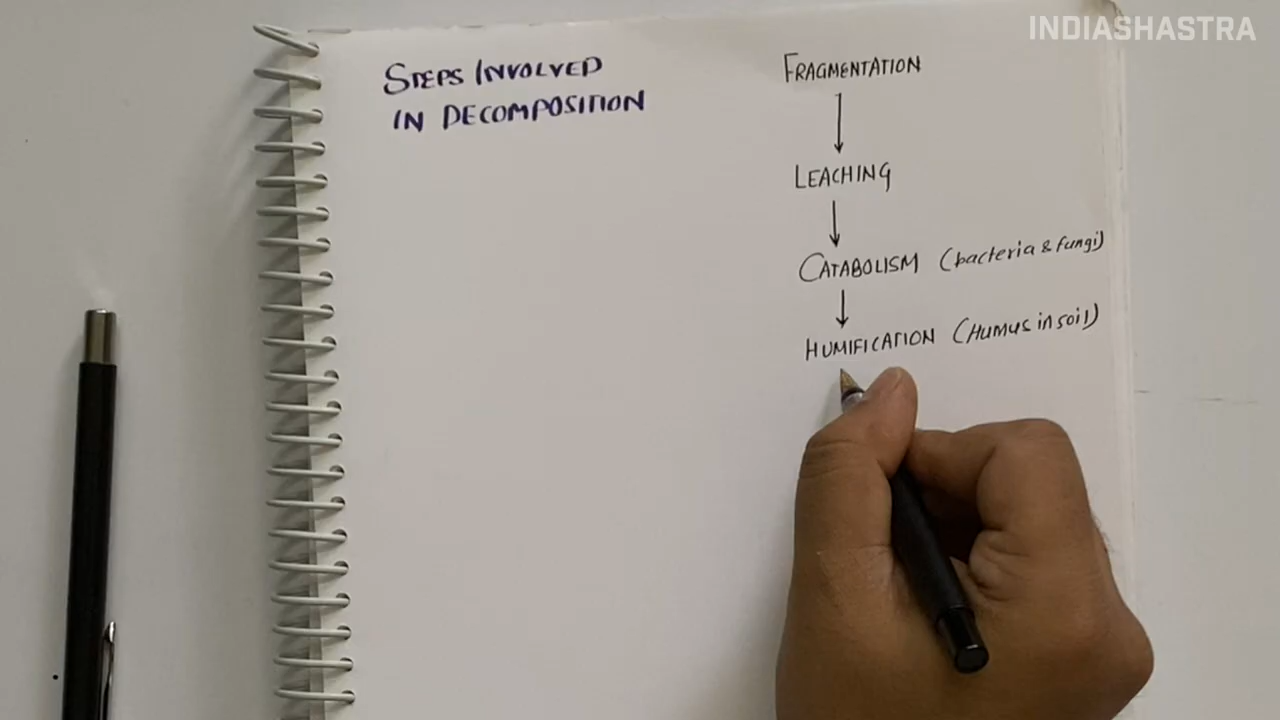 INDIASHASTRA
STEPS INVOLVED
IN DECOMPOSITION
FRAGMENTATION
LEACHING
CATABOLISM (bacteria & fungi)
HUMIFICATION (Humus in soil)